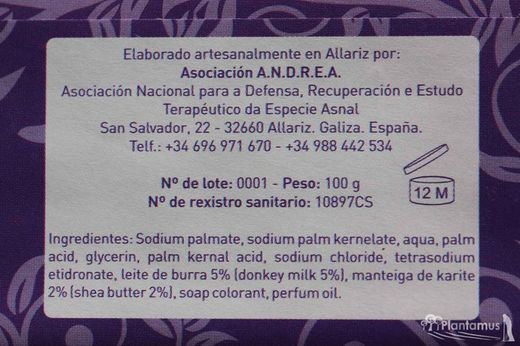 Elaborado artesanalmente en Allariz por:
Asociación A.N.D.R.E.A.
Asociación Nacional para a Defensa, Recuperación e Estudo
Terapéutico da Especie Asnal
San Salvador, 22 - 32660 Allariz. Galiza. España.
Telf.: +34 696 971 670 - +34 988 442 534
Nº de lote: 0001 - Peso: 100 g
Nº de rexistro sanitario: 10897CS
12 M
Ingredientes: Sodium palmate, sodium palm kernelate, aqua, palm
acid, glycerin, palm kernal acid, sodium chloride, tetrasodium
etidronate, leite de burra 5% (donkey milk 5%), manteiga de karite
2% (shea butter 2%), soap colorant, perfum oil.
Plantamus